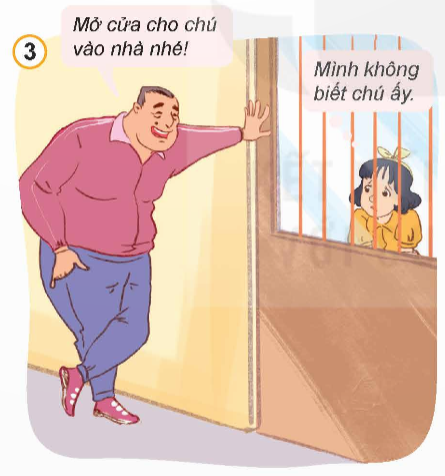 3
Mở cửa cho chú
vào nhà nhé!
Mình không
biết chú ấy.